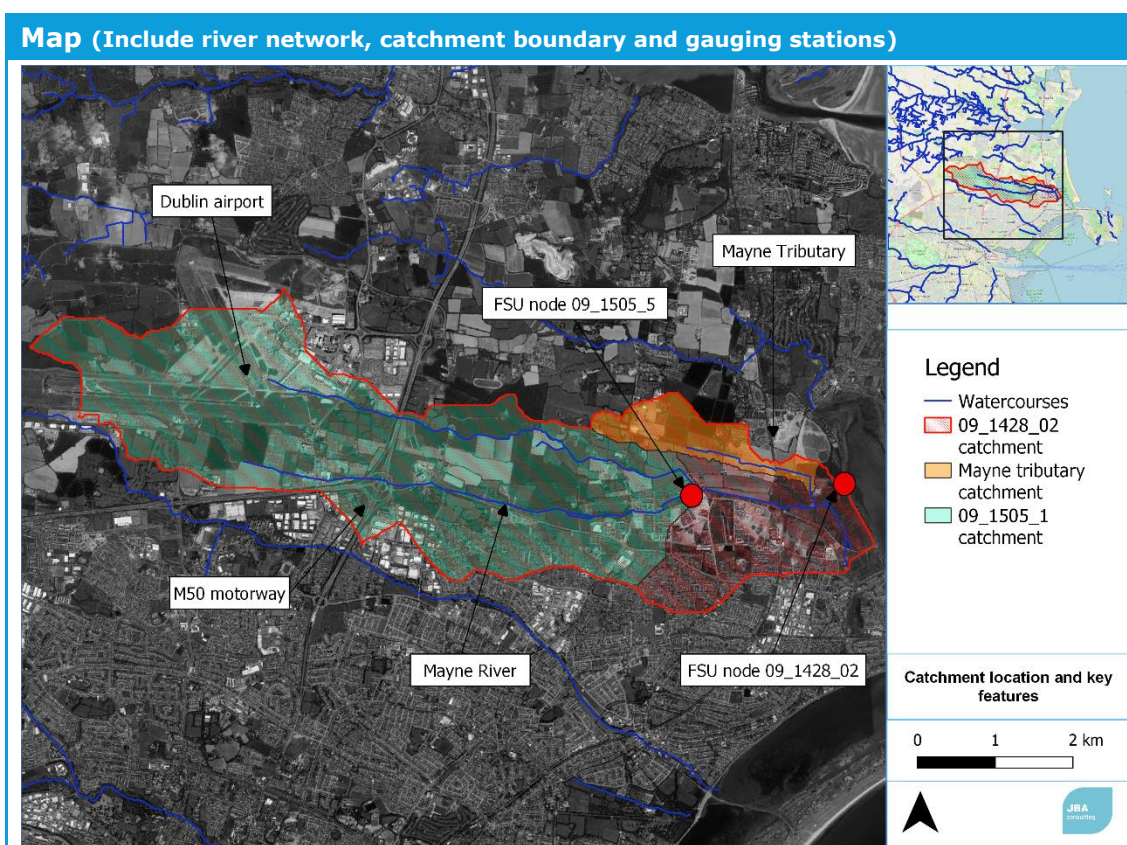 Map (Include river network, catchment boundary and gauging stations)
Dublin airport
Mayne Tributary
FSU node 09_1505_5
M50 motorway
Mayne River
FSU node 09_1428_02
Legend
Watercourses
09_1428_02
catchment
Mayne tributary
catchment
09_1505_1
catchment
Catchment location and key
features
0 1 2 km
JBA
consulting